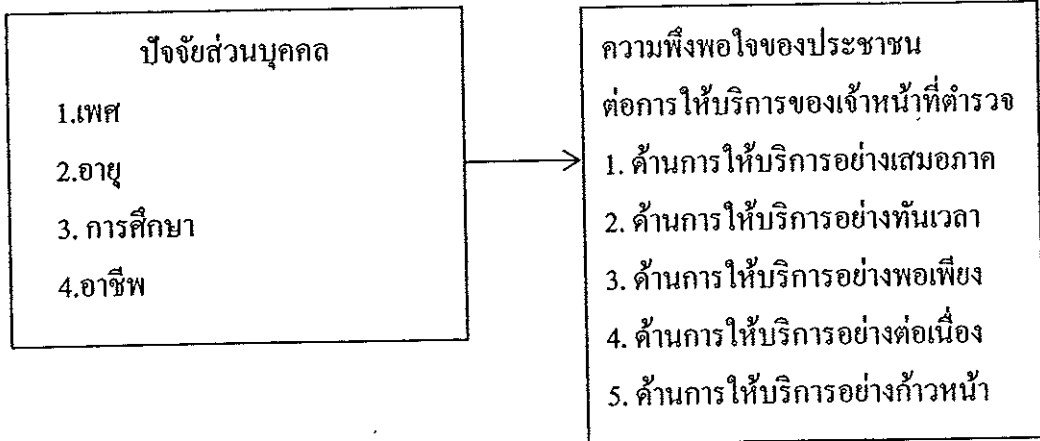 ปัจจัยส่วนบุคคล
1.เพศ
2.อายุ
3. การศึกษา
4.อาชีพ
ความพึงพอใจของประชาชน
ต่อการให้บริการของเจ้าหน้าที่ตำรวจ
1. ด้านการให้บริการอย่างเสมอภาค
2. ด้านการให้บริการอย่างทันเวลา
3. ด้านการให้บริการอย่างพอเพียง
4. ด้านการให้บริการอย่างต่อเนื่อง
5. ด้านการให้บริการอย่างก้าวหน้า